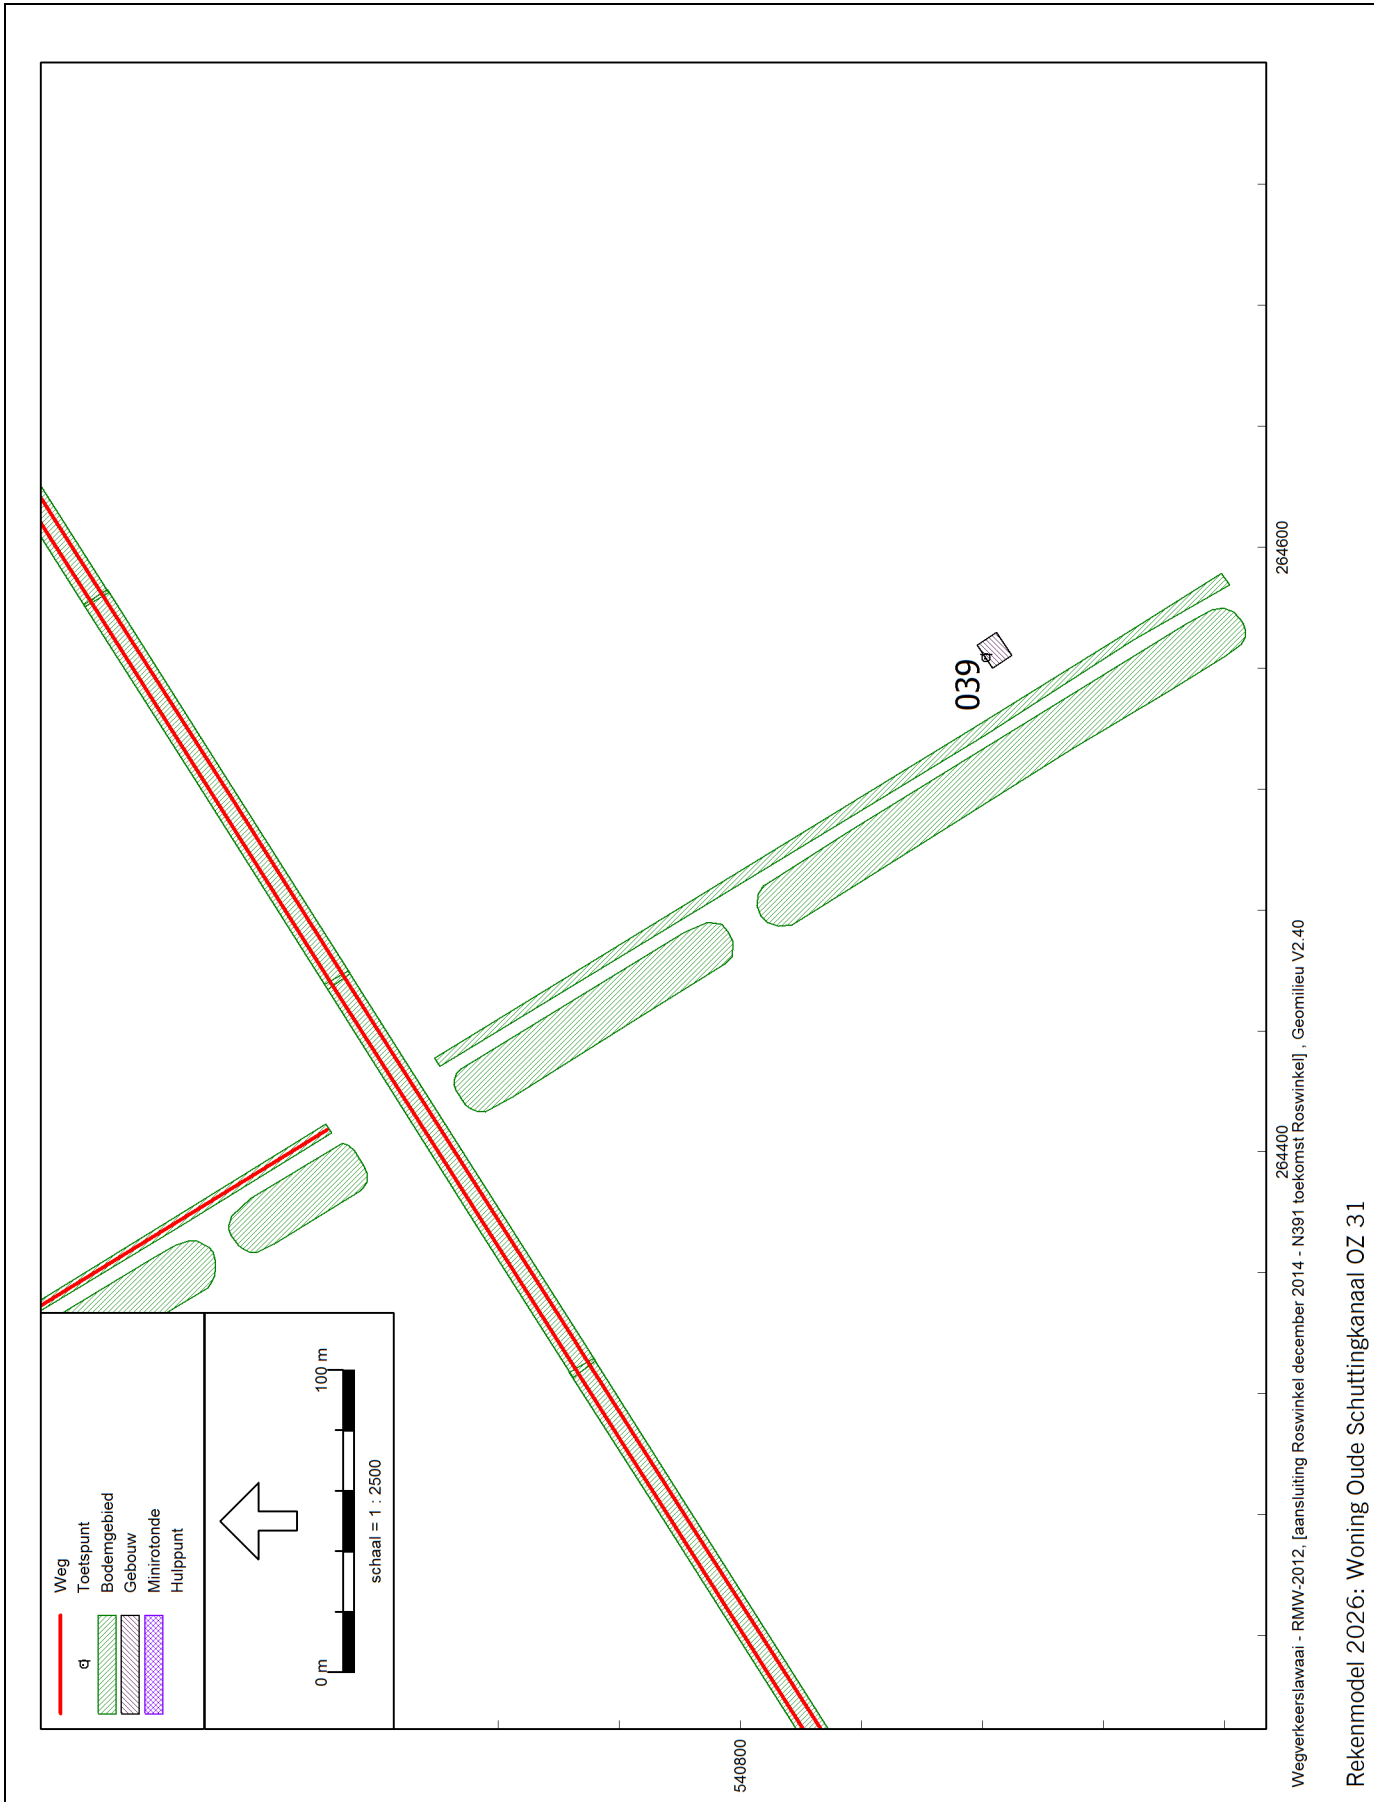 Weg
Toetspunt
Bodemgebied
Gebouw
Minirotonde
Hulppunt
0 m
100 m
schaal = 1 : 2500
039
540800
264400
264600
Wegverkeerslawaai - RMW-2012, [aansluiting Roswinkel december 2014 - N391 toekomst Roswinkel] , Geomilieu V2.40
Rekenmodel 2026: Woning Oude Schuttingkanaal OZ 31